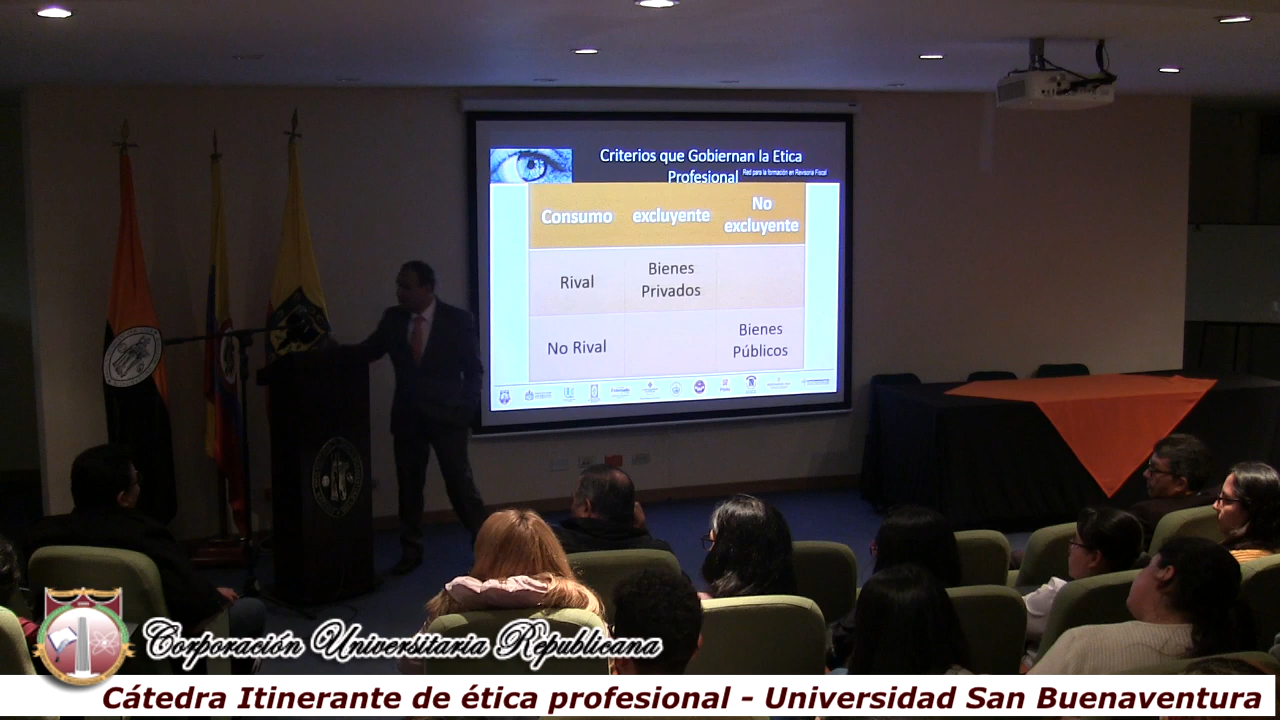 Criterios que Gobiernan la Etica
Profesional Red para la formación en Revisoria Fiscal
Consumo excluyente No excluyente
Rival Bienes Privados
No Rival Bienes Públicos
Corporación Universitaria Republicana
Cátedra Itinerante de ética profesional - Universidad San Buenaventura